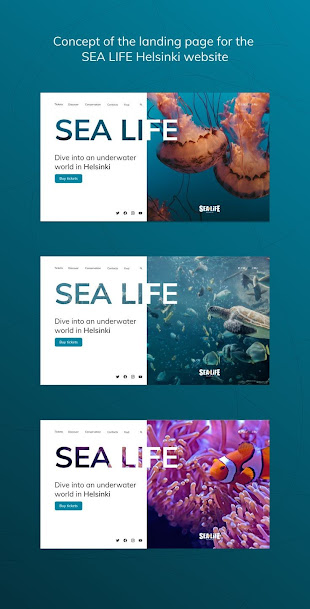 Concept of the landing page for the
SEA LIFE Helsinki website
Tickets Discover Conservation Contacts FAQ
SEA LIFE
Dive into an underwater
world in Helsinki
Buy tickets
SEA LIFE
Tickets Discover Conservation Contacts FAQ
SEA LIFE
Dive into an underwater
world in Helsinki
Buy tickets
SEA LIFE
Tickets Discover Conservation Contacts FAQ
SEA LIFE
Dive into an underwater
world in Helsinki
Buy tickets
SEA LIFE